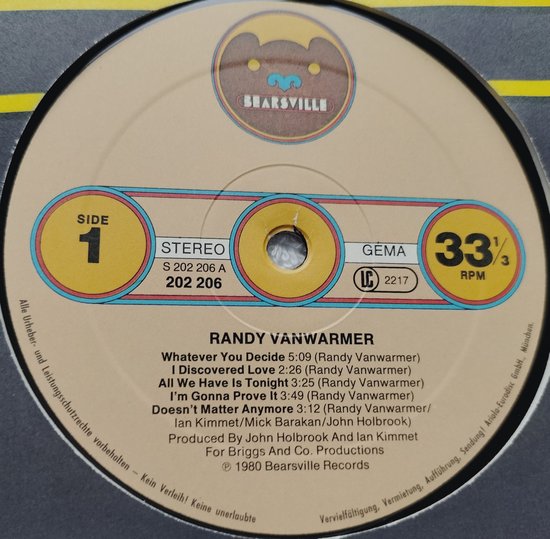 BEARSVILLE
SIDE
1
STEREO
S 202 206 A
202 206
GEMA
LC 2217
33 1/3
RPM
RANDY VANWARMER
Whatever You Decide 5:09 (Randy Vanwarmer)
I Discovered Love 2:26 (Randy Vanwarmer)
All We Have Is Tonight 3:25 (Randy Vanwarmer)
I'm Gonna Prove It 3:49 (Randy Vanwarmer)
Doesn't Matter Anymore 3:12 (Randy Vanwarmer/
Ian Kimmet/Mick Barakan/John Holbrook)
Produced By John Holbrook and Ian Kimmet
For Briggs And Co. Productions
℗ 1980 Bearsville Records
Alle Urheber- und Leistungsschutzrechte vorbehalten – Kein Verleih! Keine unerlaubte
Vervielfältigung, Vermietung, Aufführung, Sendung! Ariola-Eurodisc GmbH, München.